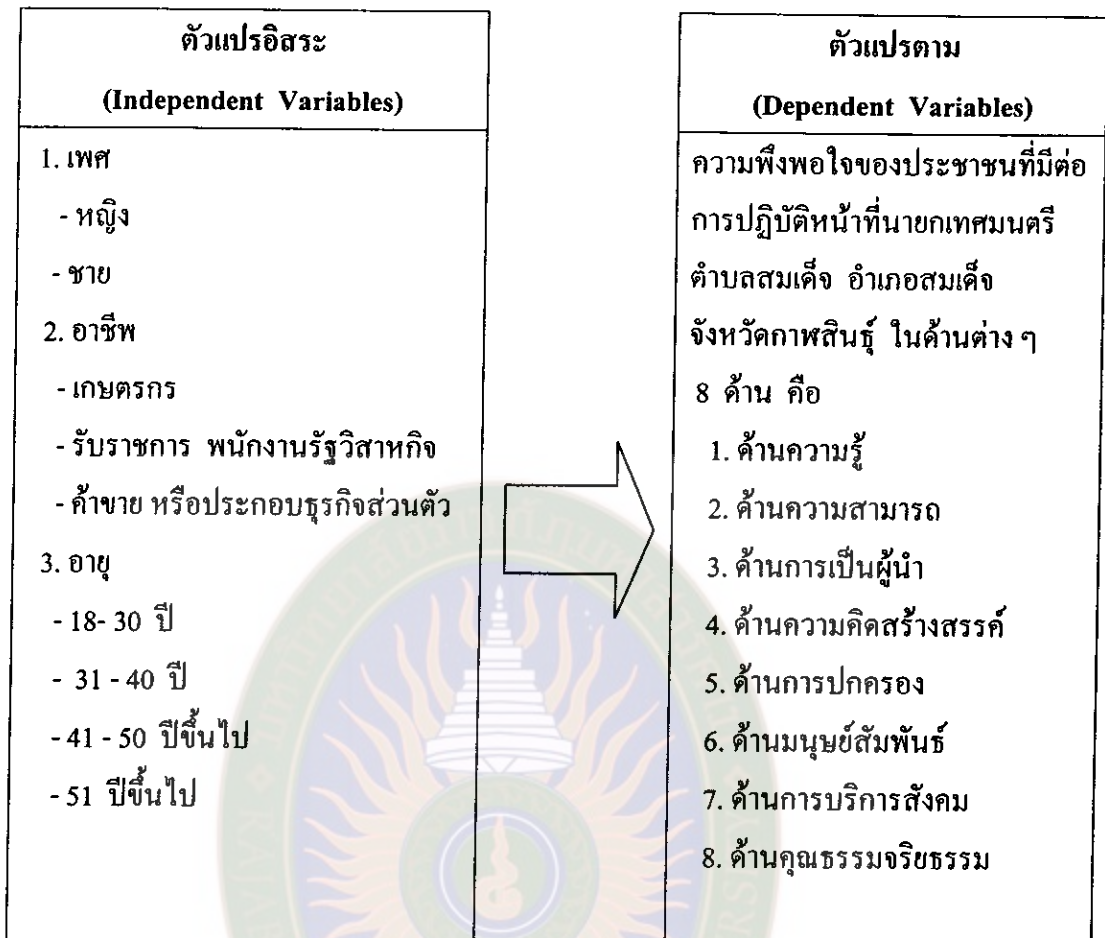 ตัวแปรอิสระ
(Independent Variables)
1. เพศ
- หญิง
- ชาย
2. อาชีพ
- เกษตรกร
- รับราชการ พนักงานรัฐวิสาหกิจ
- ค้าขาย หรือประกอบธุรกิจส่วนตัว
3. อายุ
- 18- 30 ปี
- 31 - 40 ปี
- 41 - 50 ปีขึ้นไป
- 51 ปีขึ้นไป
ตัวแปรตาม
(Dependent Variables)
ความพึงพอใจของประชาชนที่มีต่อ
การปฏิบัติหน้าที่นายกเทศมนตรี
ตำบลสมเด็จ อำเภอสมเด็จ
จังหวัดกาฬสินธุ์ ในด้านต่าง ๆ
8 ด้าน คือ
1. ด้านความรู้
2. ด้านความสามารถ
3. ด้านการเป็นผู้นำ
4. ด้านความคิดสร้างสรรค์
5. ด้านการปกครอง
6. ด้านมนุษย์สัมพันธ์
7. ด้านการบริการสังคม
8. ด้านคุณธรรมจริยธรรม